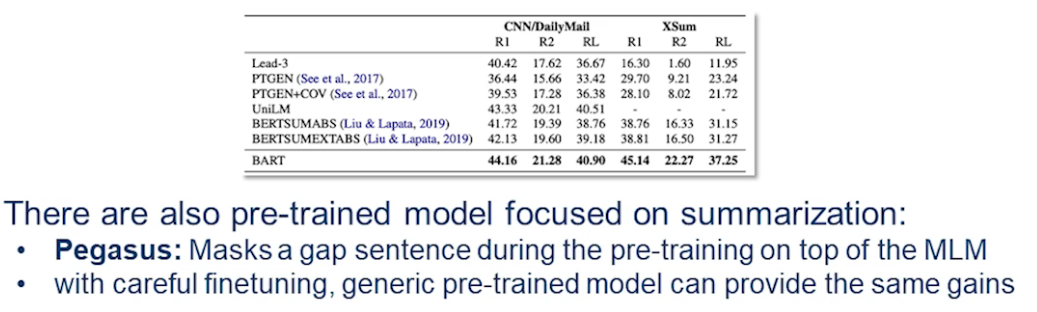 CNN/DailyMail XSum
R1 R2 RL R1 R2 RL
Lead-3 40.42 17.62 36.67 16.30 1.60 11.95
PTGEN (See et al., 2017) 36.44 15.66 33.42 29.70 9.21 23.24
PTGEN+COV (See et al., 2017) 39.53 17.28 36.38 28.10 8.02 21.72
UniLM 43.33 20.21 40.51 - - -
BERTSUMABS (Liu & Lapata, 2019) 41.72 19.39 38.76 38.76 16.33 31.15
BERTSUMEXTABS (Liu & Lapata, 2019) 42.13 19.60 39.18 38.81 16.50 31.27
BART 44.16 21.28 40.90 45.14 22.27 37.25
There are also pre-trained model focused on summarization:
• Pegasus: Masks a gap sentence during the pre-training on top of the MLM
• with careful finetuning, generic pre-trained model can provide the same gains